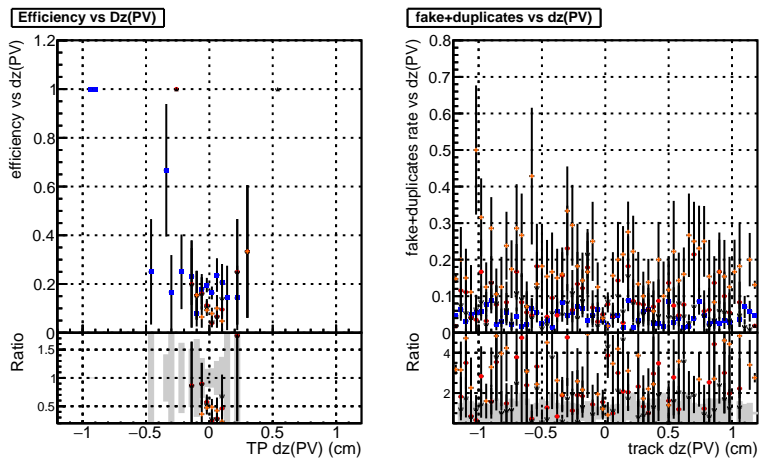 Efficiency vs Dz(PV)
efficiency vs dz(PV)
1.2
1
0.8
0.6
0.4
0.2
0
Ratio
1.5
1
0.5
−1 −0.5 0 0.5 1
TP dz(PV) (cm)
fake+duplicates vs dz(PV)
fake+duplicates rate vs dz(PV)
0.8
0.7
0.6
0.5
0.4
0.3
0.2
0.1
0
Ratio
4
2
−1 −0.5 0 0.5 1
track dz(PV) (cm)